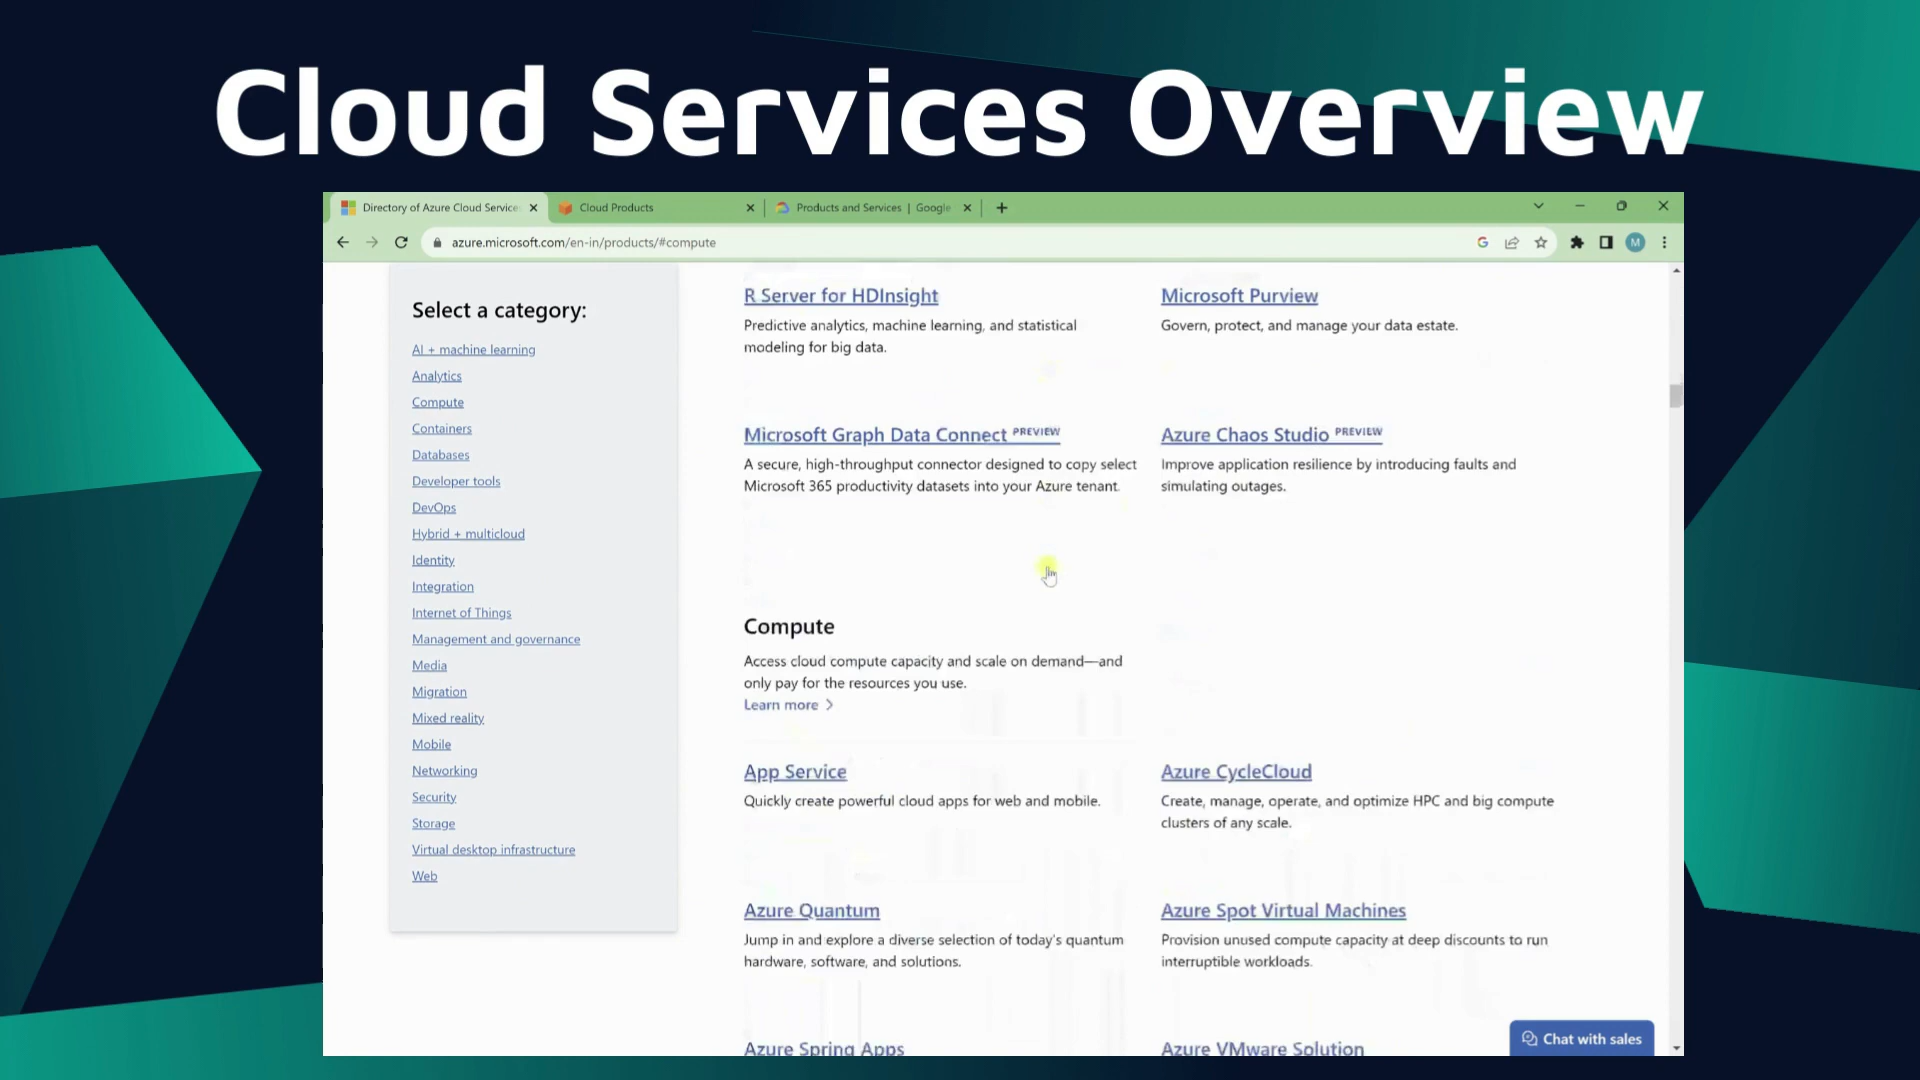 Cloud Services Overview
Directory of Azure Cloud Service
Cloud Products
Products and Services | Google
azure.microsoft.com/en-in/products/#compute
G
M
Select a category:
AI + machine learning
Analytics
Compute
Containers
Databases
Developer tools
DevOps
Hybrid + multicloud
Identity
Integration
Internet of Things
Management and governance
Media
Migration
Mixed reality
Mobile
Networking
Security
Storage
Virtual desktop infrastructure
Web
R Server for HDInsight
Predictive analytics, machine learning, and statistical
modeling for big data.
Microsoft Purview
Govern, protect, and manage your data estate.
Microsoft Graph Data Connect PREVIEW
A secure, high-throughput connector designed to copy select
Microsoft 365 productivity datasets into your Azure tenant.
Azure Chaos Studio PREVIEW
Improve application resilience by introducing faults and
simulating outages.
Compute
Access cloud compute capacity and scale on demand—and
only pay for the resources you use.
Learn more
App Service
Quickly create powerful cloud apps for web and mobile.
Azure CycleCloud
Create, manage, operate, and optimize HPC and big compute
clusters of any scale.
Azure Quantum
Jump in and explore a diverse selection of today's quantum
hardware, software, and solutions.
Azure Spot Virtual Machines
Provision unused compute capacity at deep discounts to run
interruptible workloads.
Azure Spring Apps
Azure VMware Solution
Chat with sales